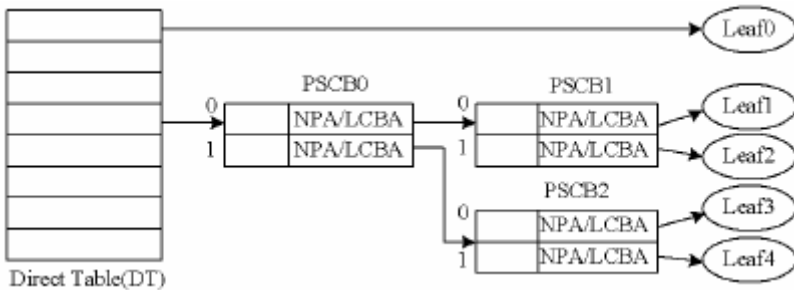 Leaf0
PSCB0
PSCB1
0 NPA/LCBA
0 NPA/LCBA
Leaf1
1 NPA/LCBA
1 NPA/LCBA
Leaf2
PSCB2
0 NPA/LCBA
Leaf3
1 NPA/LCBA
Leaf4
Direct Table(DT)